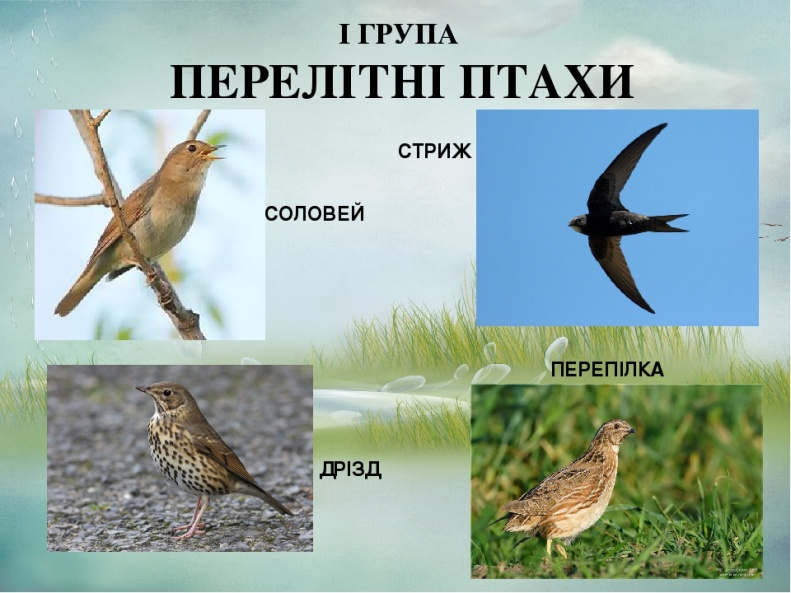 І ГРУПА
ПЕРЕЛІТНІ ПТАХИ
СТРИЖ
СОЛОВЕЙ
ПЕРЕПІЛКА
ДРІЗД